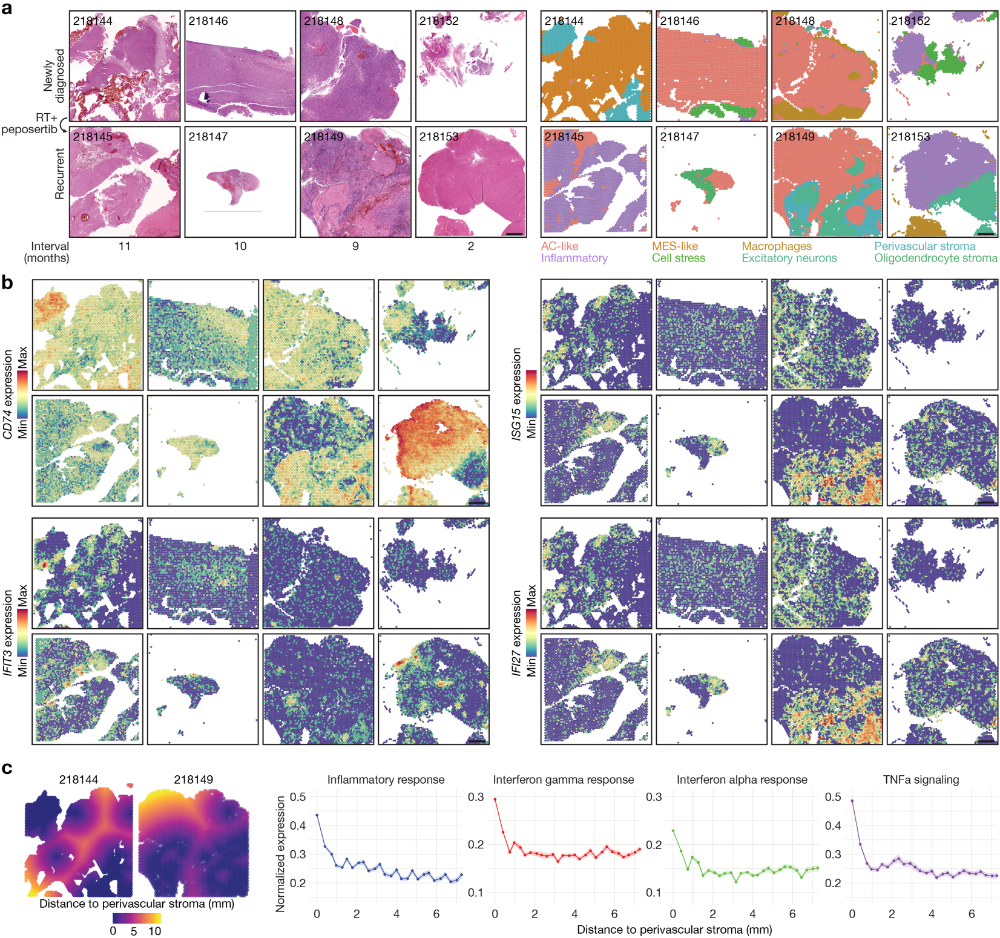 a
218144
218146
218148
218152
218144
218146
218148
218152
Newly
diagnosed
RT+
peposertib
218145
218147
218149
218153
218145
218147
218149
218153
Recurrent
Interval
(months)
11
10
9
2
AC-like
MES-like
Macrophages
Perivascular stroma
Inflammatory
Cell stress
Excitatory neurons
Oligodendrocyte stroma
b
CD74 expression
Min
Max
ISG15 expression
Min
Max
IFIT3 expression
Min
Max
IFI27 expression
Min
Max
c
218144
218149
Distance to perivascular stroma (mm)
0 5 10
Inflammatory response
Interferon gamma response
Interferon alpha response
TNFa signaling
Normalized expression
0.5
0.4
0.3
0.2
0 2 4 6
0.3
0.2
0.1
0 2 4 6
0.3
0.2
0.1
0 2 4 6
0.5
0.4
0.3
0.2
0 2 4 6
Distance to perivascular stroma (mm)